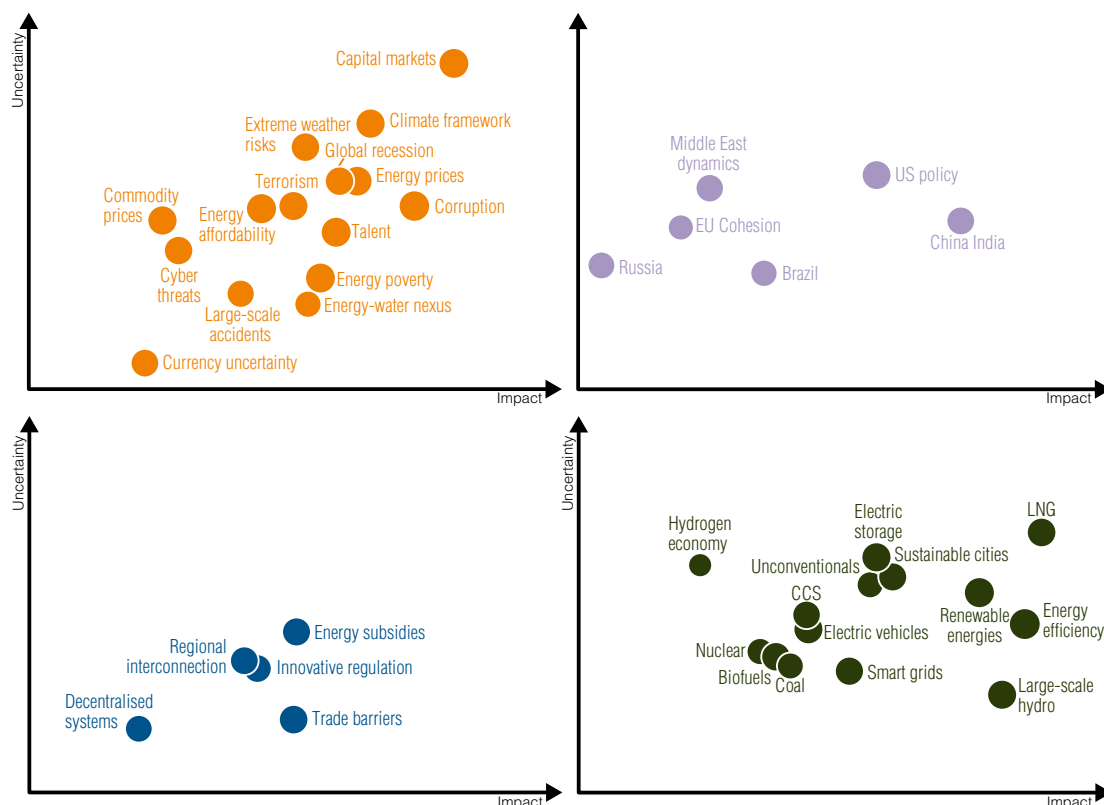 Uncertainty
Capital markets
Climate framework
Extreme weather
risks
Global recession
Energy prices
Terrorism
Commodity
prices
Energy
affordability
Corruption
Talent
Cyber
threats
Energy poverty
Energy-water nexus
Large-scale
accidents
Currency uncertainty
Impact
Uncertainty
Middle East
dynamics
US policy
EU Cohesion
China India
Russia
Brazil
Impact
Uncertainty
Energy subsidies
Regional
interconnection
Innovative regulation
Decentralised
systems
Trade barriers
Impact
Uncertainty
LNG
Electric
storage
Hydrogen
economy
Sustainable cities
Unconventionals
CCS
Renewable
energies
Energy
efficiency
Electric vehicles
Nuclear
Biofuels
Coal
Smart grids
Large-scale
hydro
Impact